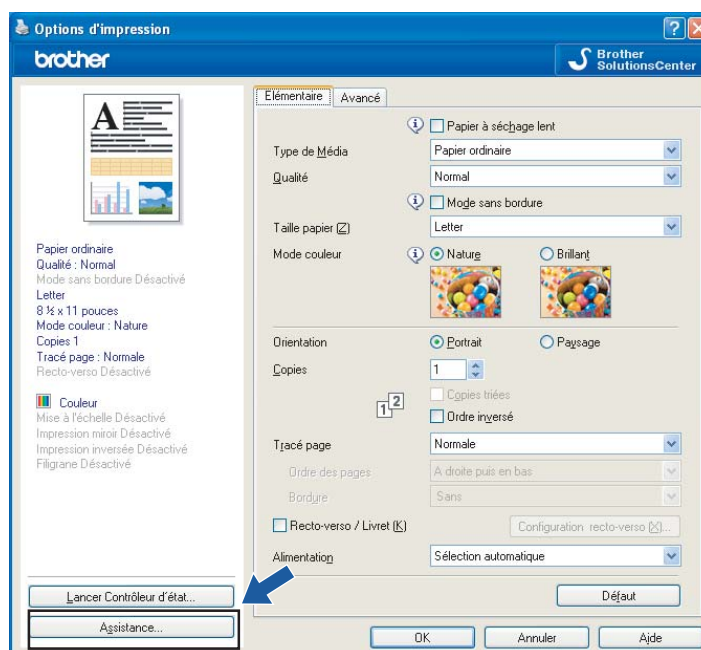 Options d'impression
brother
Brother
SolutionsCenter
A
Papier ordinaire
Qualité : Normal
Mode sans bordure Désactivé
Letter
8 ½ x 11 pouces
Mode couleur : Nature
Copies 1
Tracé page : Normale
Recto-verso Désactivé
Couleur
Mise à l'échelle Désactivé
Impression miroir Désactivé
Impression inversée Désactivé
Filigrane Désactivé
Lancer Contrôleur d'état...
Assistance...
Elémentaire Avancé
Papier à séchage lent
Type de Média Papier ordinaire
Qualité Normal
Mode sans bordure
Taille papier (Z) Letter
Mode couleur Nature Brillant
Orientation Portrait Paysage
Copies 1
Copies triées
1 2
Ordre inversé
Tracé page Normale
Ordre des pages A droite puis en bas
Bordure Sans
Recto-verso / Livret (K) Configuration recto-verso (X)...
Alimentation Sélection automatique
Défaut
OK Annuler Aide